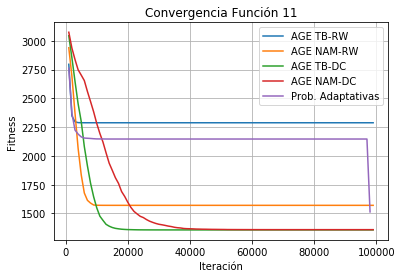 Convergencia Función 11
Fitness
3000
2750
2500
2250
2000
1750
1500
AGE TB-RW
AGE NAM-RW
AGE TB-DC
AGE NAM-DC
Prob. Adaptativas
0 20000 40000 60000 80000 100000
Iteración